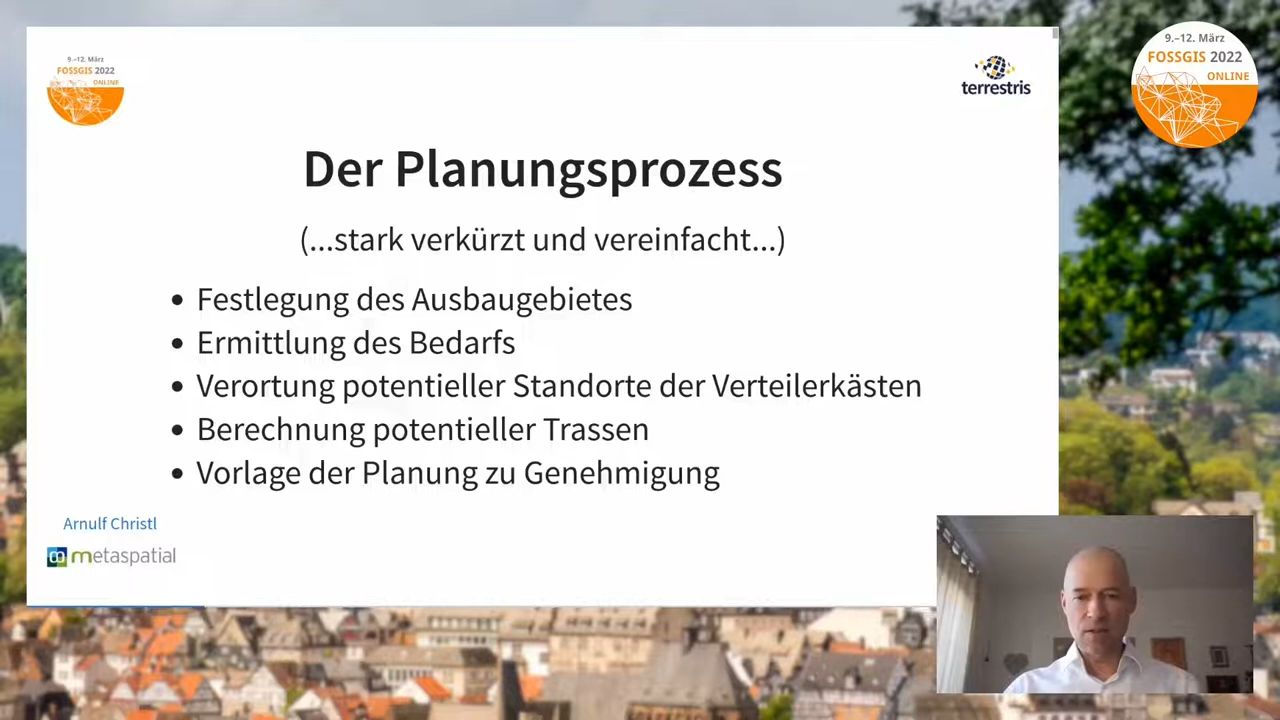 9.–12. März
FOSSGIS 2022
ONLINE
terrestris
9.–12. März
FOSSGIS 2022
ONLINE
Der Planungsprozess
(...stark verkürzt und vereinfacht...)
• Festlegung des Ausbaugebietes
• Ermittlung des Bedarfs
• Verortung potentieller Standorte der Verteilerkästen
• Berechnung potentieller Trassen
• Vorlage der Planung zu Genehmigung
Arnulf Christl
metaspatial